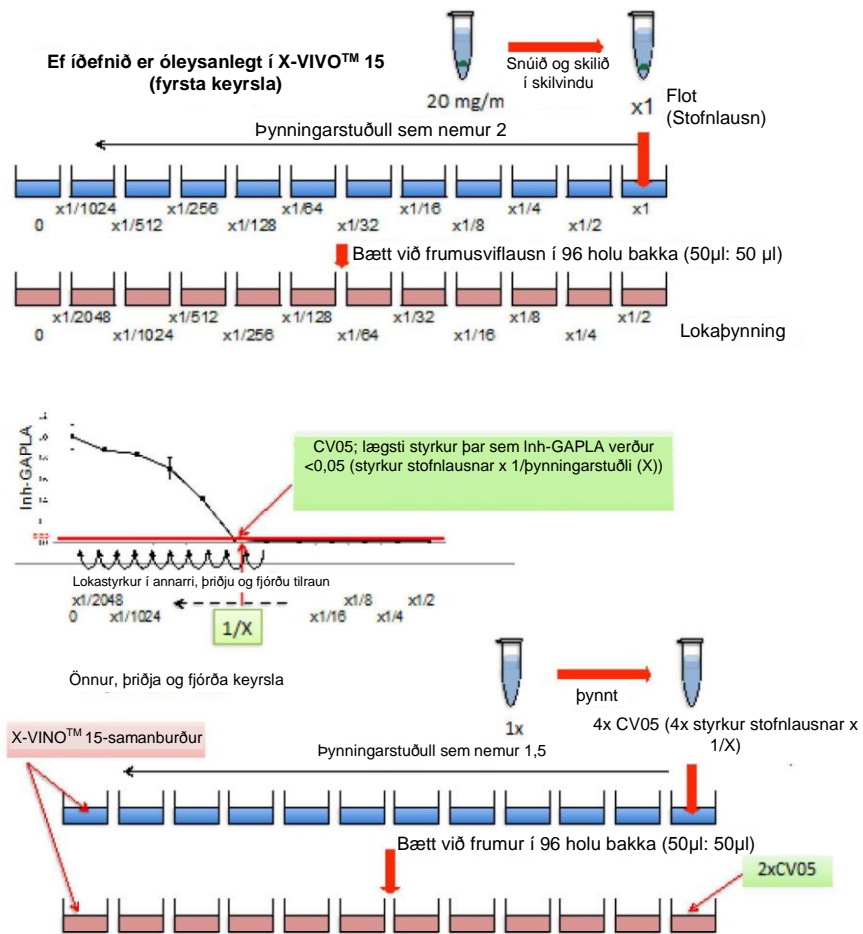 Ef íðefnið er óleysanlegt í X-VIVO™ 15
(fyrsta keyrsla)
20 mg/m
Snúið og skilið
í skilvindu
x1
Flot
(Stofnlausn)
Þynningarstuðull sem nemur 2
x1/1024 x1/256 x1/64 x1/16 x1/4 x1
0 x1/512 x1/128 x1/32 x1/8 x1/2
Bætt við frumusviflausn í 96 holu bakka (50µl: 50 µl)
x1/2048 x1/512 x1/128 x1/32 x1/8 x1/2
0 x1/1024 x1/256 x1/64 x1/16 x1/4
Lokaþynning
Inh-GAPLA
CV05; lægsti styrkur þar sem Inh-GAPLA verður
<0,05 (styrkur stofnlausnar x 1/þynningarstuðli (X))
Lokastyrkur í annarri, þriðju og fjórðu tilraun
x1/2048 x1/8 x1/2
0 x1/1024 x1/16 x1/4
1/X
Önnur, þriðja og fjórða keyrsla
1x
þynnt
4x CV05 (4x styrkur stofnlausnar x
1/X)
X-VINO™ 15-samanburður
Þynningarstuðull sem nemur 1,5
Bætt við frumur í 96 holu bakka (50µl: 50µl)
2xCV05